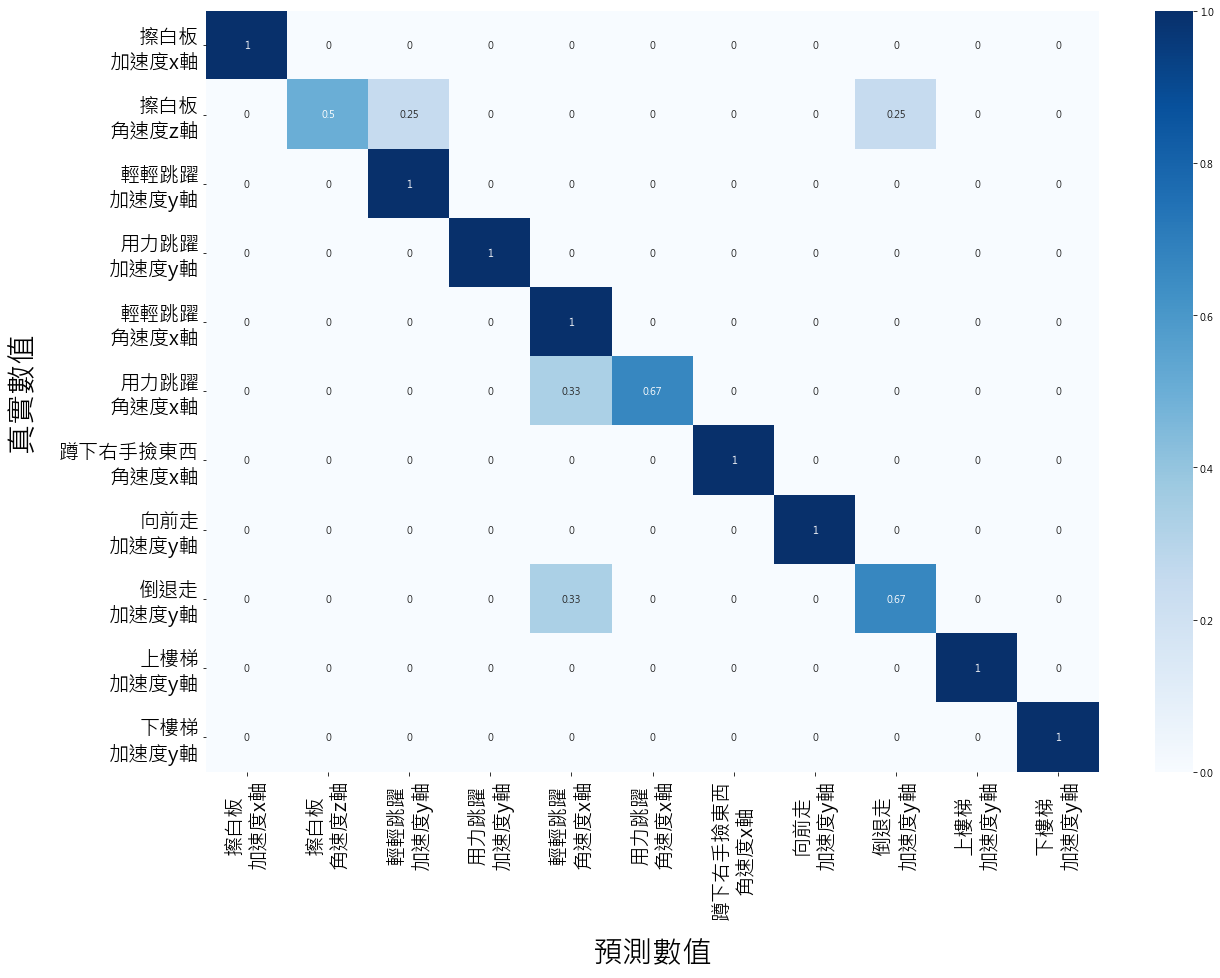 擦白板
加速度x軸
1 0 0 0 0 0 0 0 0 0 0
擦白板
角速度z軸
0 0.5 0.25 0 0 0 0 0 0.25 0 0
輕輕跳躍
加速度y軸
0 0 1 0 0 0 0 0 0 0 0
用力跳躍
加速度y軸
0 0 0 1 0 0 0 0 0 0 0
輕輕跳躍
角速度x軸
0 0 0 0 1 0 0 0 0 0 0
用力跳躍
角速度x軸
0 0 0 0 0.33 0.67 0 0 0 0 0
蹲下右手撿東西
角速度x軸
0 0 0 0 0 0 1 0 0 0 0
向前走
加速度y軸
0 0 0 0 0 0 0 1 0 0 0
倒退走
加速度y軸
0 0 0 0 0.33 0 0 0 0.67 0 0
上樓梯
加速度y軸
0 0 0 0 0 0 0 0 0 1 0
下樓梯
加速度y軸
0 0 0 0 0 0 0 0 0 0 1
真實數值
擦白板
加速度x軸
擦白板
角速度z軸
輕輕跳躍
加速度y軸
用力跳躍
加速度y軸
輕輕跳躍
角速度x軸
用力跳躍
角速度x軸
蹲下右手撿東西
角速度x軸
向前走
加速度y軸
倒退走
加速度y軸
上樓梯
加速度y軸
下樓梯
加速度y軸
預測數值
1.0
0.8
0.6
0.4
0.2
0.0